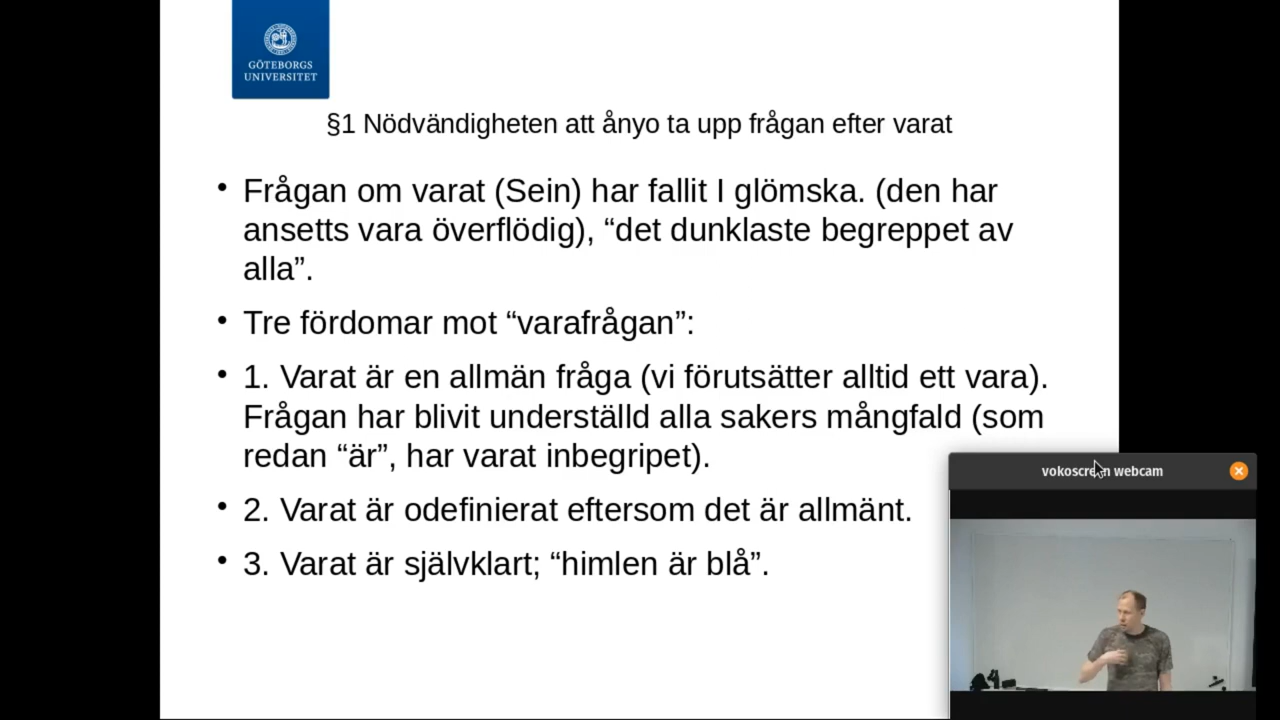 GÖTEBORGS
UNIVERSITET
§1 Nödvändigheten att ånyo ta upp frågan efter varat
• Frågan om varat (Sein) har fallit I glömska. (den har
ansetts vara överflödig), “det dunklaste begreppet av
alla”.
• Tre fördomar mot “varafrågan”:
• 1. Varat är en allmän fråga (vi förutsätter alltid ett vara).
Frågan har blivit underställd alla sakers mångfald (som
redan “är”, har varat inbegripet).
• 2. Varat är odefinierat eftersom det är allmänt.
• 3. Varat är självklart; “himlen är blå”.
vokoscreen webcam